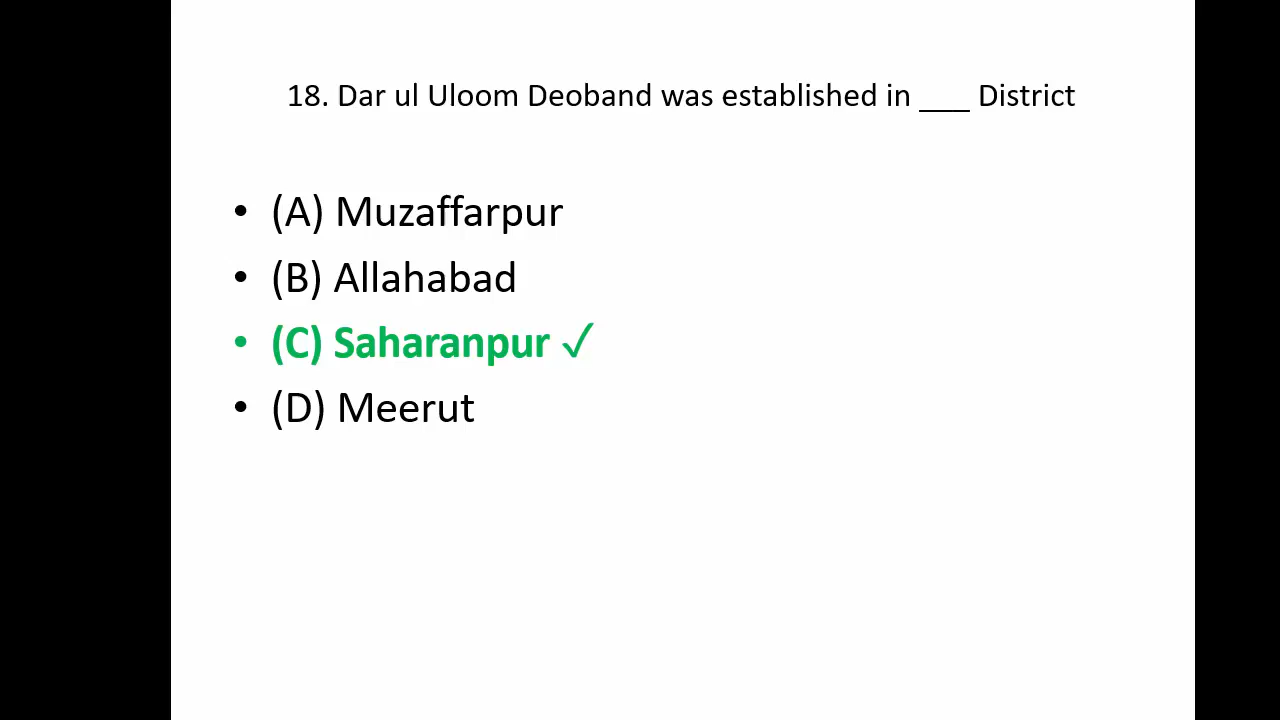 18. Dar ul Uloom Deoband was established in ___ District
• (A) Muzaffarpur
• (B) Allahabad
• (C) Saharanpur ✓
• (D) Meerut